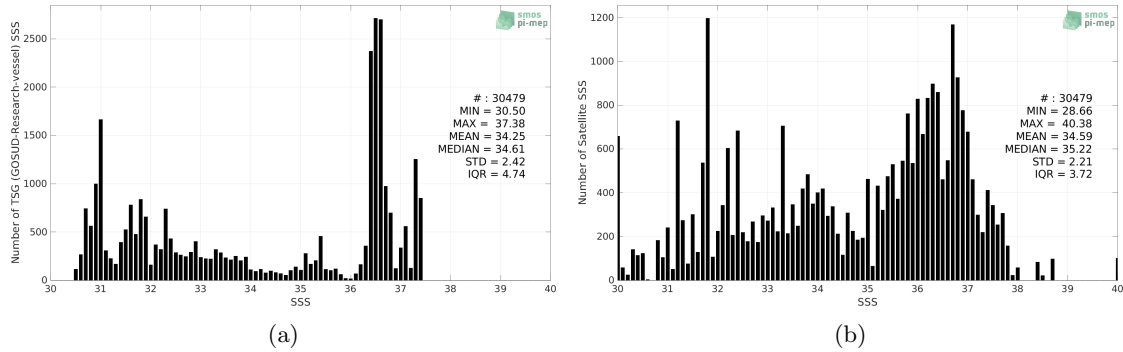 Number of TSG (GOSUD-Research-vessel) SSS
2500
2000
1500
1000
500
0
30 31 32 33 34 35 36 37 38 39 40
SSS
smos
pi-mep
# : 30479
MIN = 30.50
MAX = 37.38
MEAN = 34.25
MEDIAN = 34.61
STD = 2.42
IQR = 4.74
(a)
Number of Satellite SSS
1200
1000
800
600
400
200
0
30 31 32 33 34 35 36 37 38 39 40
SSS
smos
pi-mep
# : 30479
MIN = 28.66
MAX = 40.38
MEAN = 34.59
MEDIAN = 35.22
STD = 2.21
IQR = 3.72
(b)